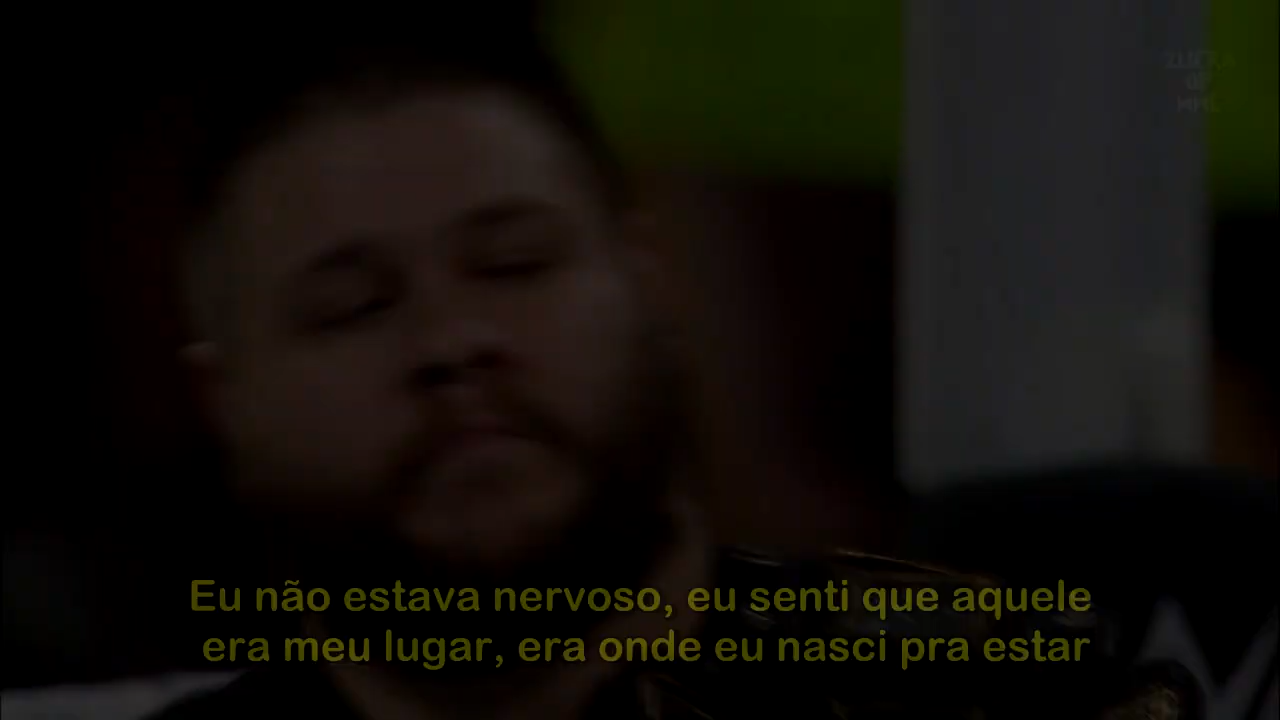 Eu não estava nervoso, eu senti que aquele
era meu lugar, era onde eu nasci pra estar